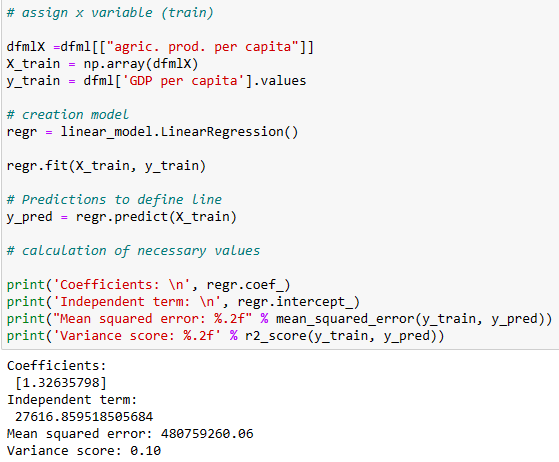 # assign x variable (train)
dfmlX =dfml[["agric. prod. per capita"]]
X_train = np.array(dfmlX)
y_train = dfml['GDP per capita'].values
# creation model
regr = linear_model.LinearRegression()
regr.fit(X_train, y_train)
# Predictions to define line
y_pred = regr.predict(X_train)
# calculation of necessary values
print('Coefficients: \n', regr.coef_)
print('Independent term: \n', regr.intercept_)
print("Mean squared error: %.2f" % mean_squared_error(y_train, y_pred))
print('Variance score: %.2f' % r2_score(y_train, y_pred))
Coefficients:
[1.32635798]
Independent term:
27616.859518505684
Mean squared error: 480759260.06
Variance score: 0.10